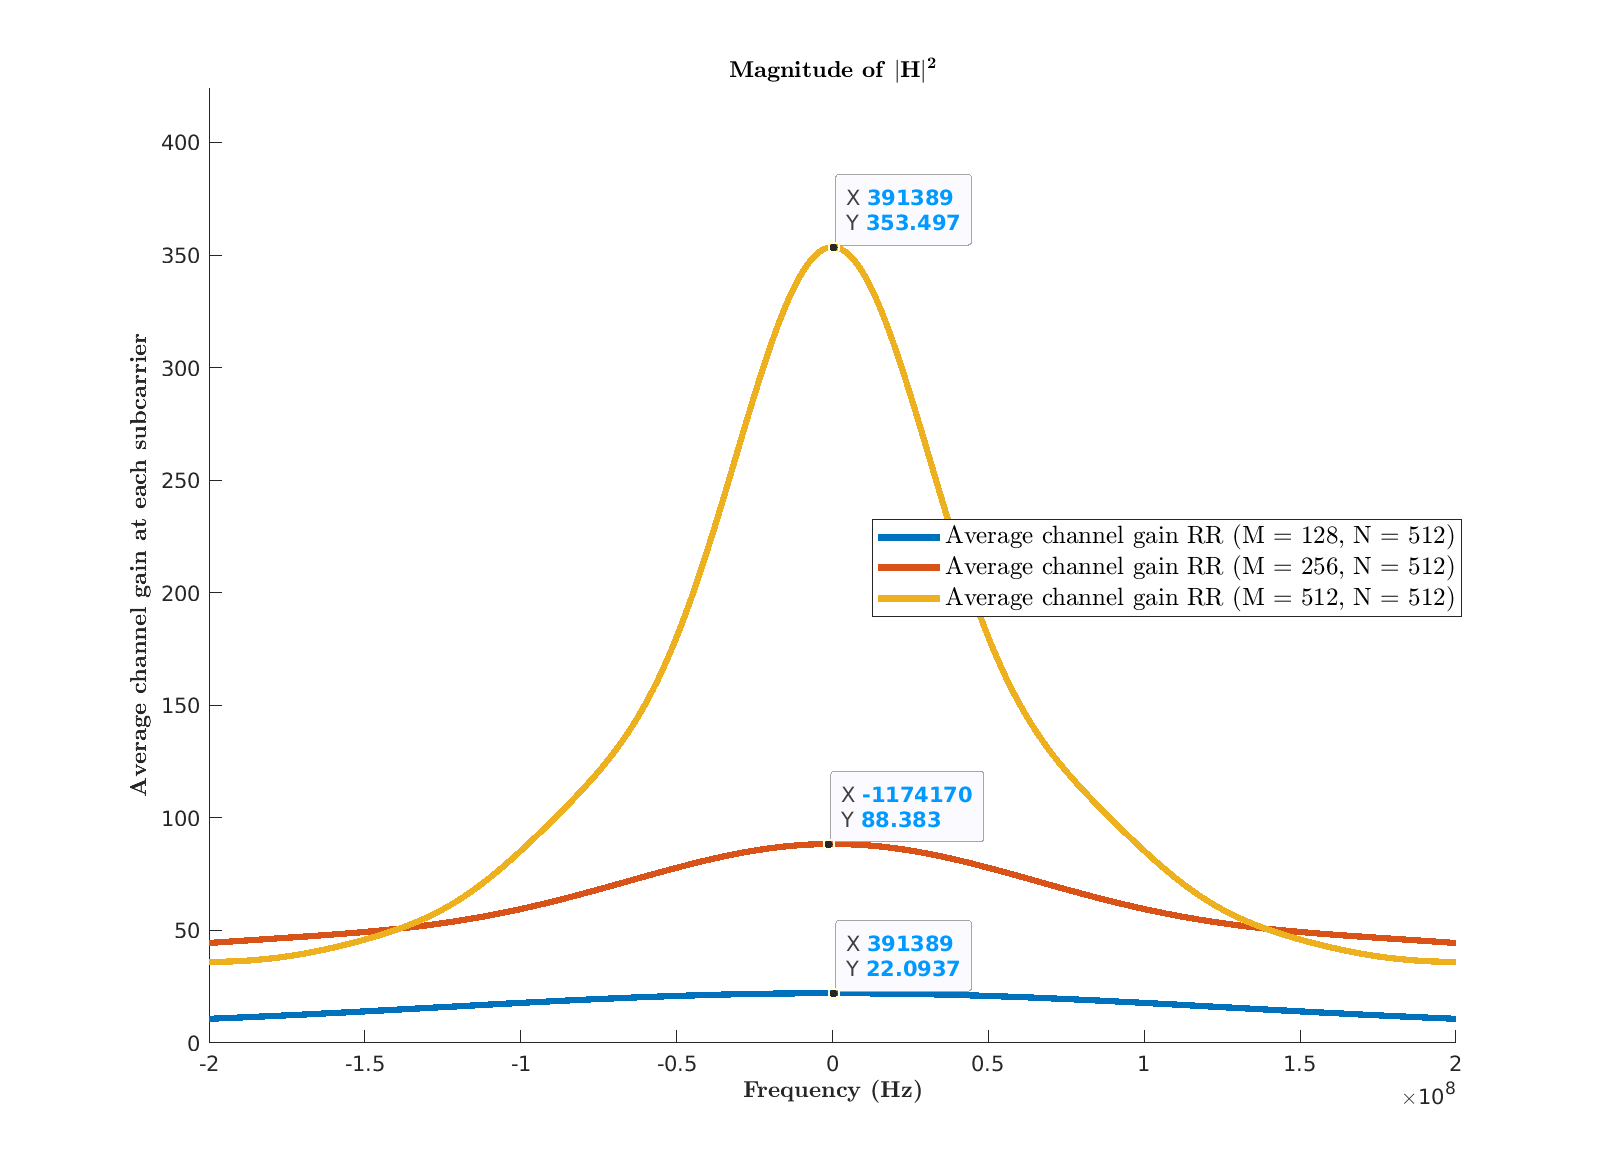 Magnitude of |H|²
Average channel gain at each subcarrier
400
350
300
250
200
150
100
50
0
X 391389
Y 353.497
Average channel gain RR (M = 128, N = 512)
Average channel gain RR (M = 256, N = 512)
Average channel gain RR (M = 512, N = 512)
X -1174170
Y 88.383
X 391389
Y 22.0937
-2 -1.5 -1 -0.5 0 0.5 1 1.5 2
×10⁸
Frequency (Hz)